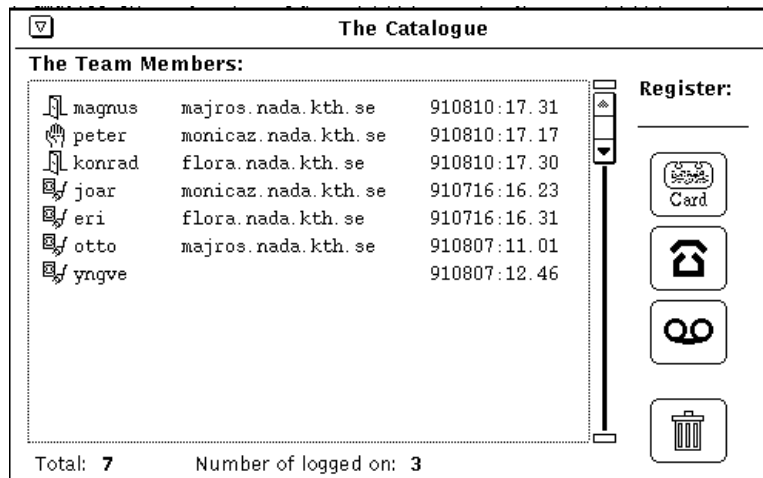 The Catalogue
The Team Members:
Register:
magnus majros.nada.kth.se 910810:17.31
peter monicaz.nada.kth.se 910810:17.17
konrad flora.nada.kth.se 910810:17.30
joar monicaz.nada.kth.se 910716:16.23
eri flora.nada.kth.se 910716:16.31
otto majros.nada.kth.se 910807:11.01
yngve 910807:12.46
Card
Total: 7 Number of logged on: 3